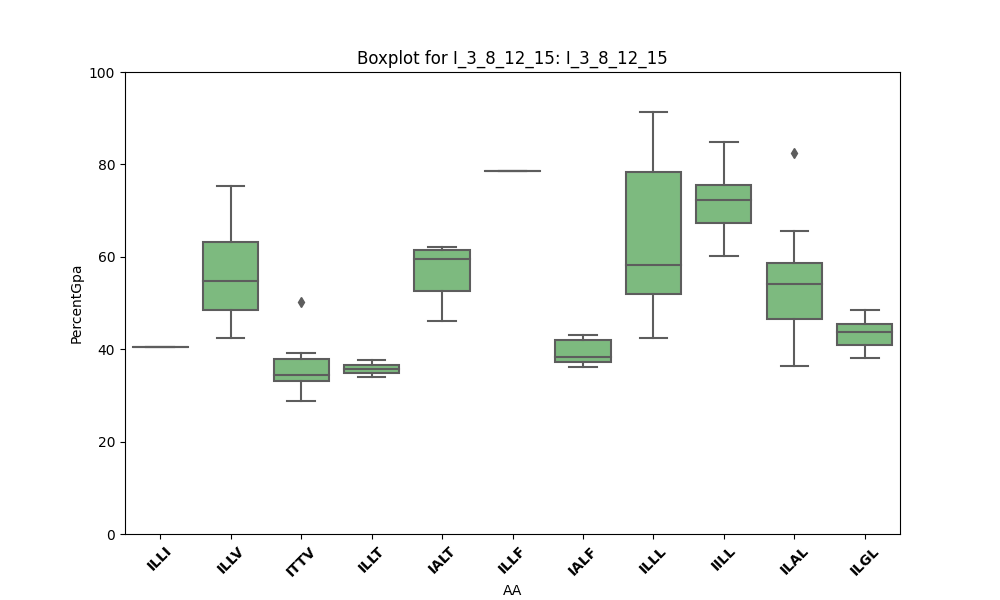 Boxplot for I_3_8_12_15: I_3_8_12_15
100
80
60
40
20
0
PercentGpa
ILLI
ILLV
ITTV
ILLT
IALT
ILLF
IALF
ILLL
IILL
ILAL
ILGL
AA